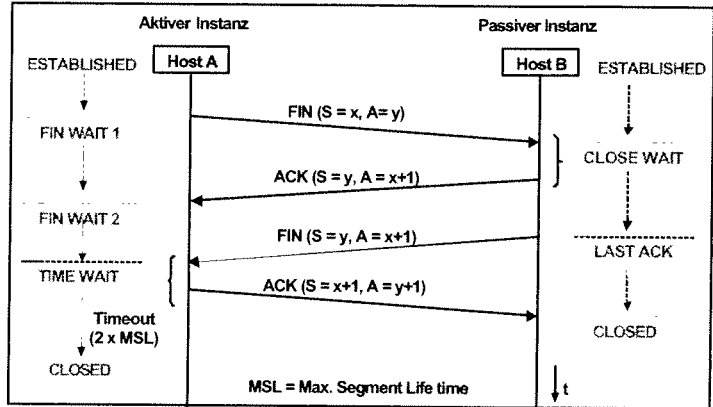 Aktiver Instanz
Passiver Instanz
ESTABLISHED
Host A
Host B
ESTABLISHED
FIN (S = x, A= y)
FIN WAIT 1
CLOSE WAIT
ACK (S = y, A = x+1)
FIN WAIT 2
FIN (S = y, A = x+1)
LAST ACK
TIME WAIT
ACK (S = x+1, A = y+1)
Timeout
(2 x MSL)
CLOSED
CLOSED
MSL = Max. Segment Life time
t